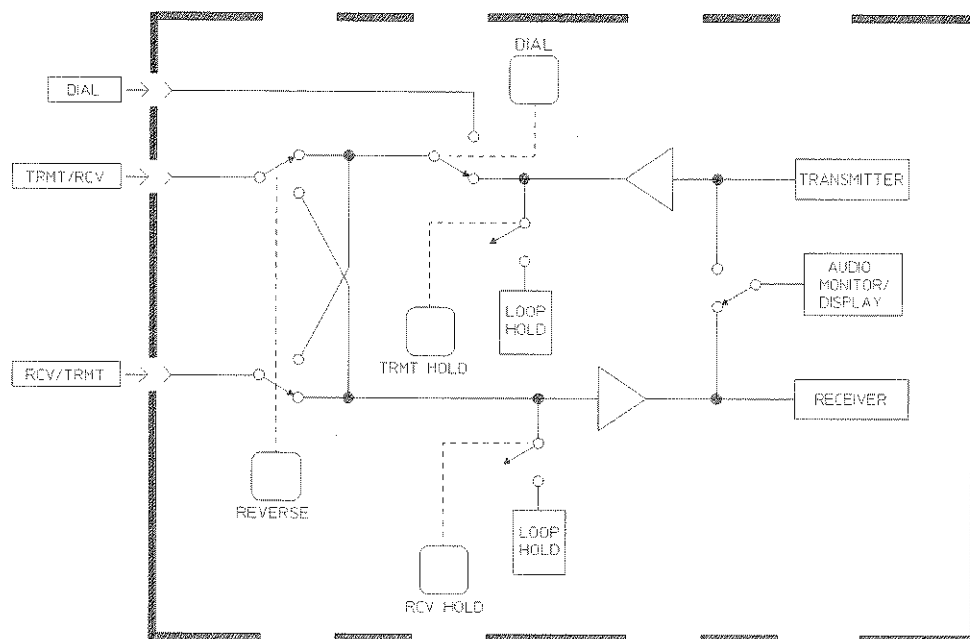 DIAL
DIAL
TRMT/RCV
TRANSMITTER
AUDIO
MONITOR/
DISPLAY
LOOP
HOLD
TRMT HOLD
RCV/TRMT
RECEIVER
REVERSE
LOOP
HOLD
RCV HOLD